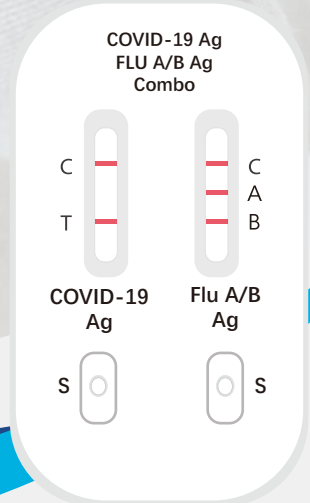 COVID-19 Ag
FLU A/B Ag
Combo
C
T
C
A
B
COVID-19
Ag
Flu A/B
Ag
S
S